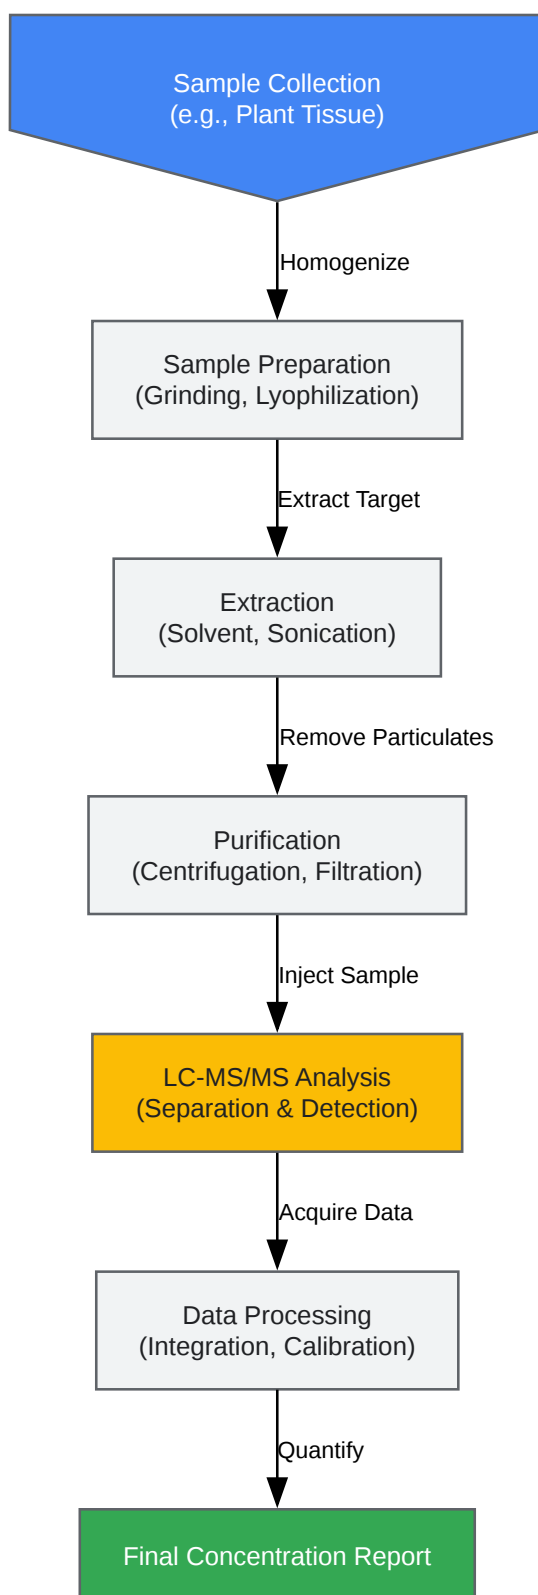 Sample Collection
(e.g., Plant Tissue)
Homogenize
Sample Preparation
(Grinding, Lyophilization)
Extract Target
Extraction
(Solvent, Sonication)
Remove Particulates
Purification
(Centrifugation, Filtration)
Inject Sample
LC-MS/MS Analysis
(Separation & Detection)
Acquire Data
Data Processing
(Integration, Calibration)
Quantify
Final Concentration Report